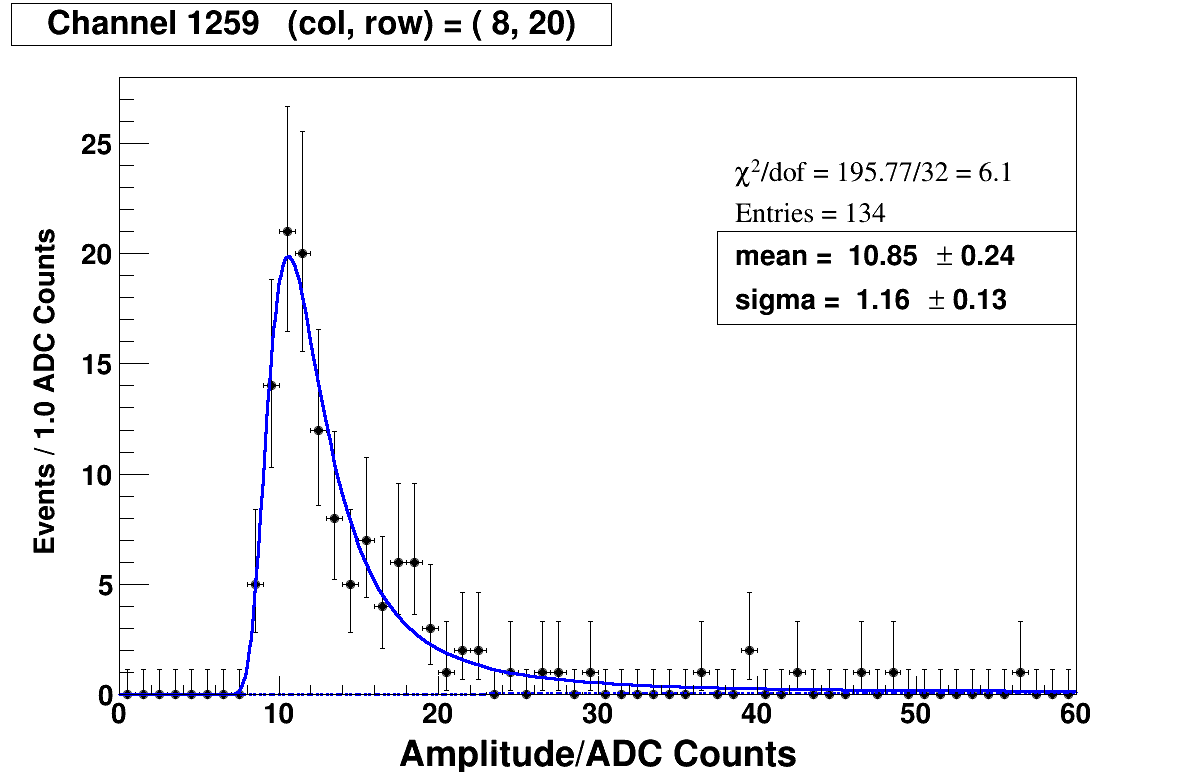 Channel 1259 (col, row) = ( 8, 20)
χ²/dof = 195.77/32 = 6.1
Entries = 134
mean = 10.85 ± 0.24
sigma = 1.16 ± 0.13
Events / 1.0 ADC Counts
25
20
15
10
5
0
0 10 20 30 40 50 60
Amplitude/ADC Counts